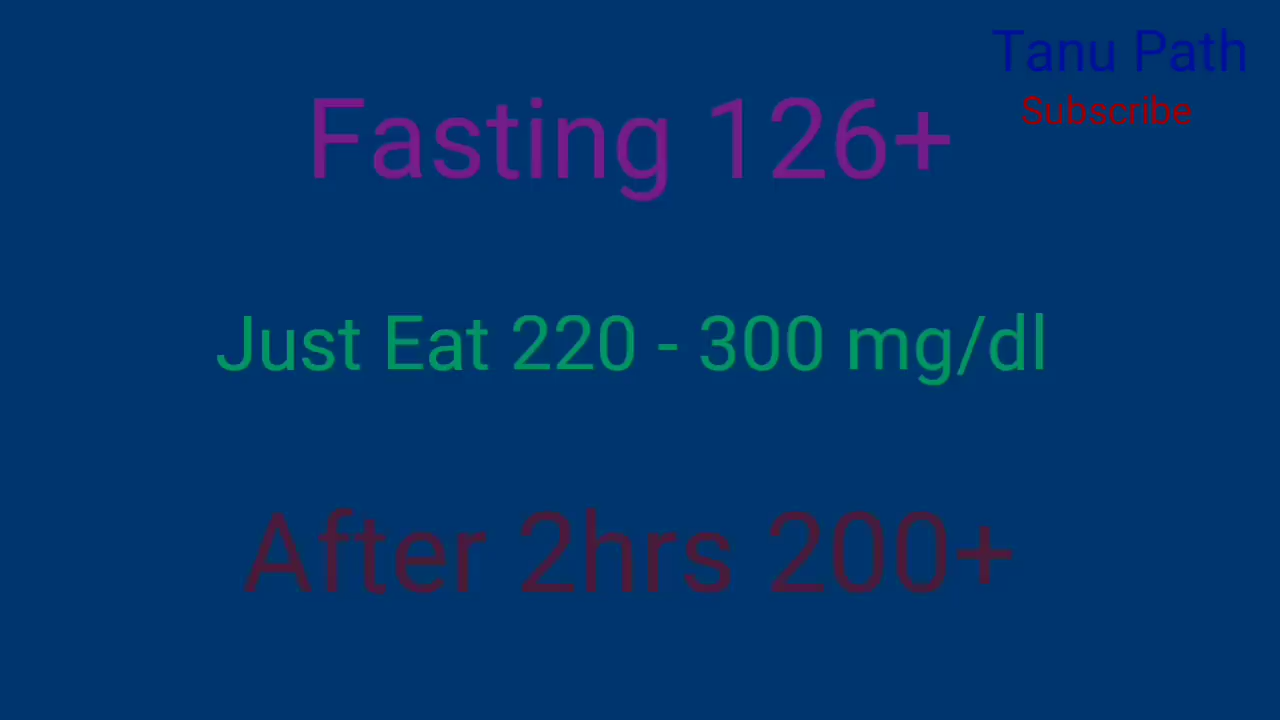 Tanu Path
Subscribe
Fasting 126+
Just Eat 220 - 300 mg/dl
After 2hrs 200+